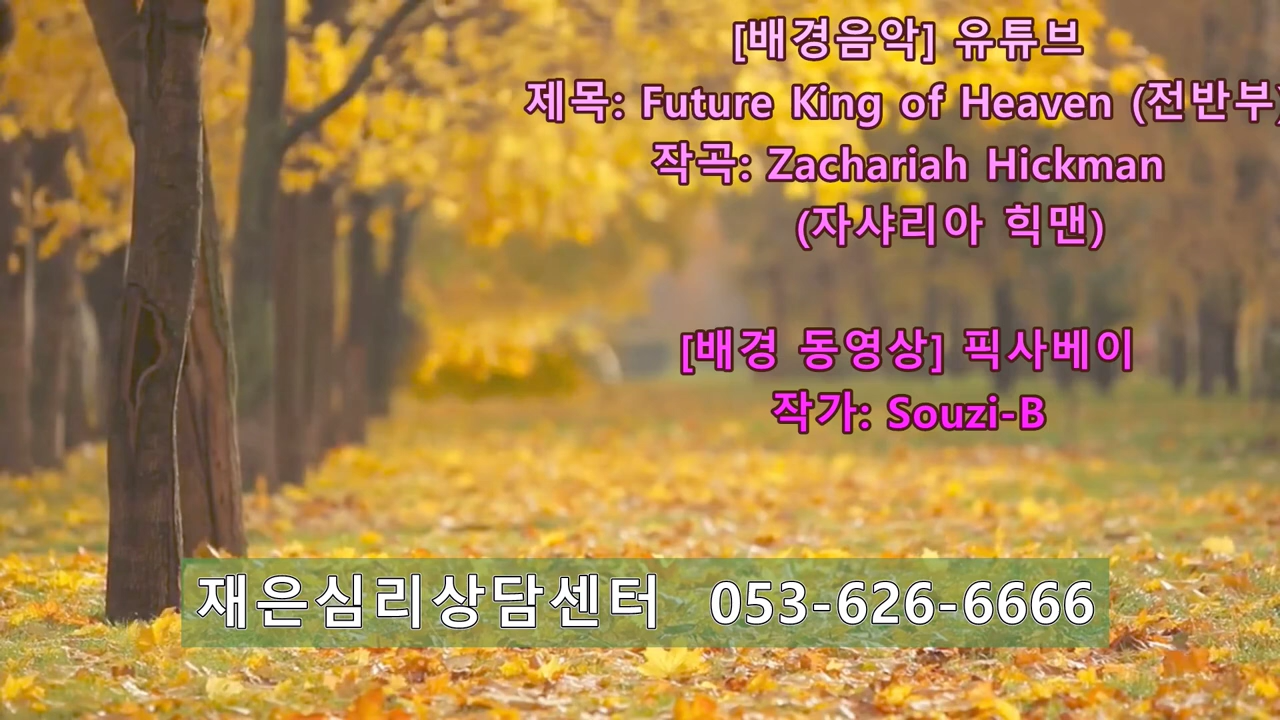 [배경음악] 유튜브
제목: Future King of Heaven (전반부)
작곡: Zachariah Hickman
(자샤리아 힉맨)
[배경 동영상] 픽사베이
작가: Souzi-B
재은심리상담센터 053-626-6666